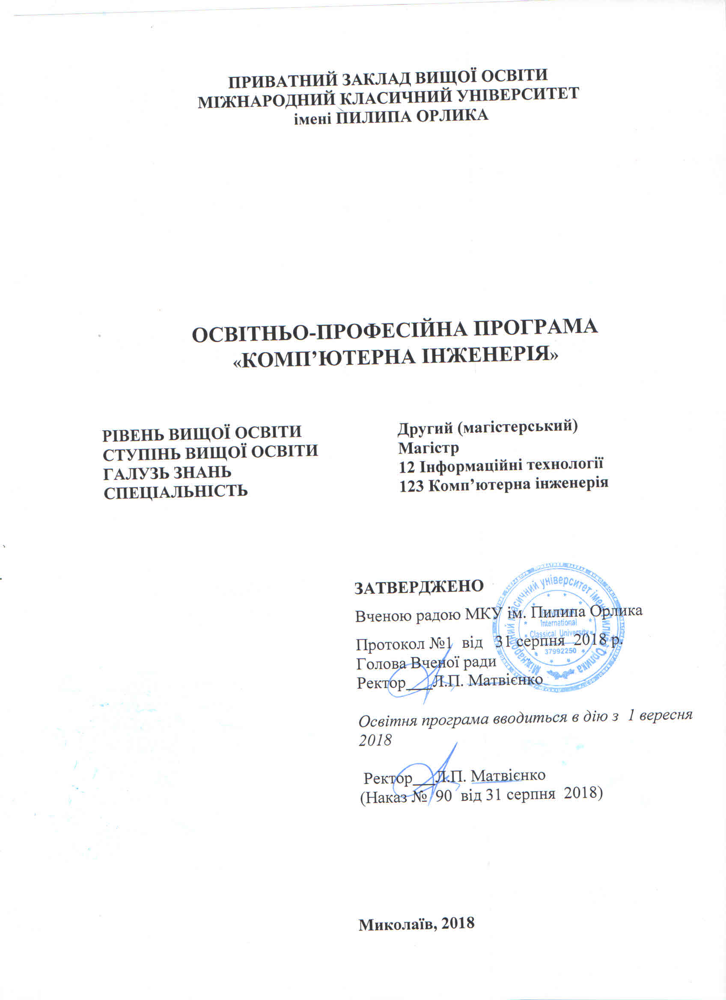 ПРИВАТНИЙ ЗАКЛАД ВИЩОЇ ОСВІТИ
МІЖНАРОДНИЙ КЛАСИЧНИЙ УНІВЕРСИТЕТ
імені ПИЛИПА ОРЛИКА
ОСВІТНЬО-ПРОФЕСІЙНА ПРОГРАМА
«КОМП’ЮТЕРНА ІНЖЕНЕРІЯ»
РІВЕНЬ ВИЩОЇ ОСВІТИ Другий (магістерський)
СТУПІНЬ ВИЩОЇ ОСВІТИ Магістр
ГАЛУЗЬ ЗНАНЬ 12 Інформаційні технології
СПЕЦІАЛЬНІСТЬ 123 Комп’ютерна інженерія
ЗАТВЕРДЖЕНО
Вченою радою МКУ ім. Пилипа Орлика
Протокол №1 від 31 серпня 2018 р.
Голова Вченої ради
Ректор___Л.П. Матвієнко
Міжнародний класичний університет імені Пилипа Орлика
International
Classical University
37992250
Освітня програма вводиться в дію з 1 вересня
2018
Ректор___Л.П. Матвієнко
(Наказ № 90 від 31 серпня 2018)
Миколаїв, 2018